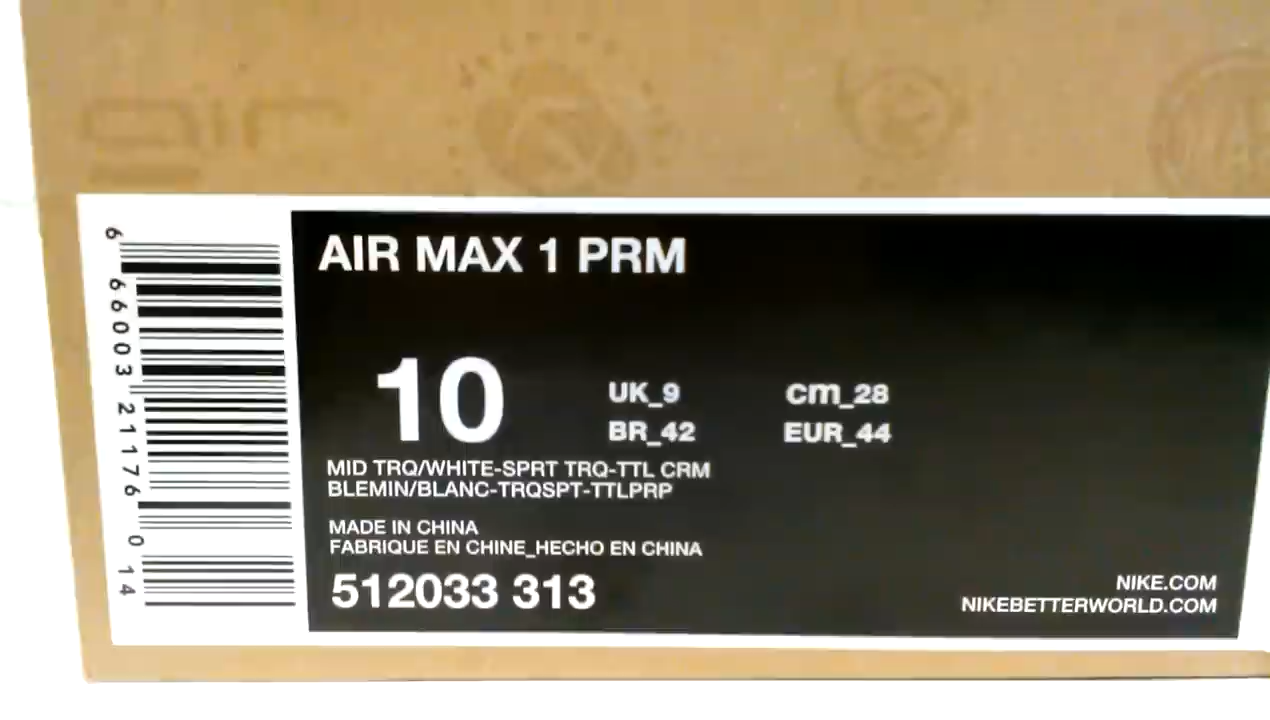 AIR MAX 1 PRM
10
UK_9
cm_28
BR_42
EUR_44
MID TRQ/WHITE-SPRT TRQ-TTL CRM
BLEMIN/BLANC-TRQSPT-TTLPRP
MADE IN CHINA
FABRIQUE EN CHINE_HECHO EN CHINA
512033 313
NIKE.COM
NIKEBETTERWORLD.COM
6 66003 21176 0 14
air